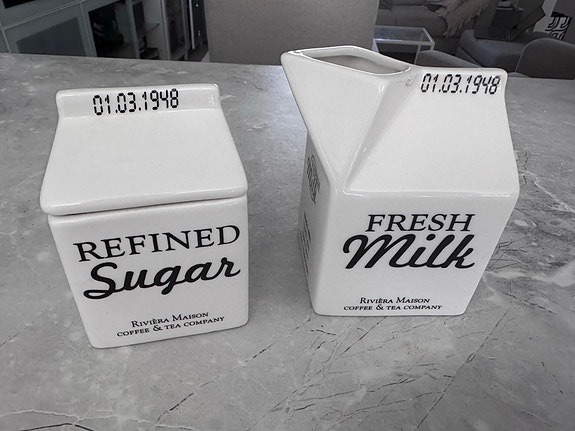 01.03.1948
REFINED
Sugar
RIVIÈRA MAISON
COFFEE & TEA COMPANY
01.03.1948
FRESH
Milk
RIVIÈRA MAISON
COFFEE & TEA COMPANY